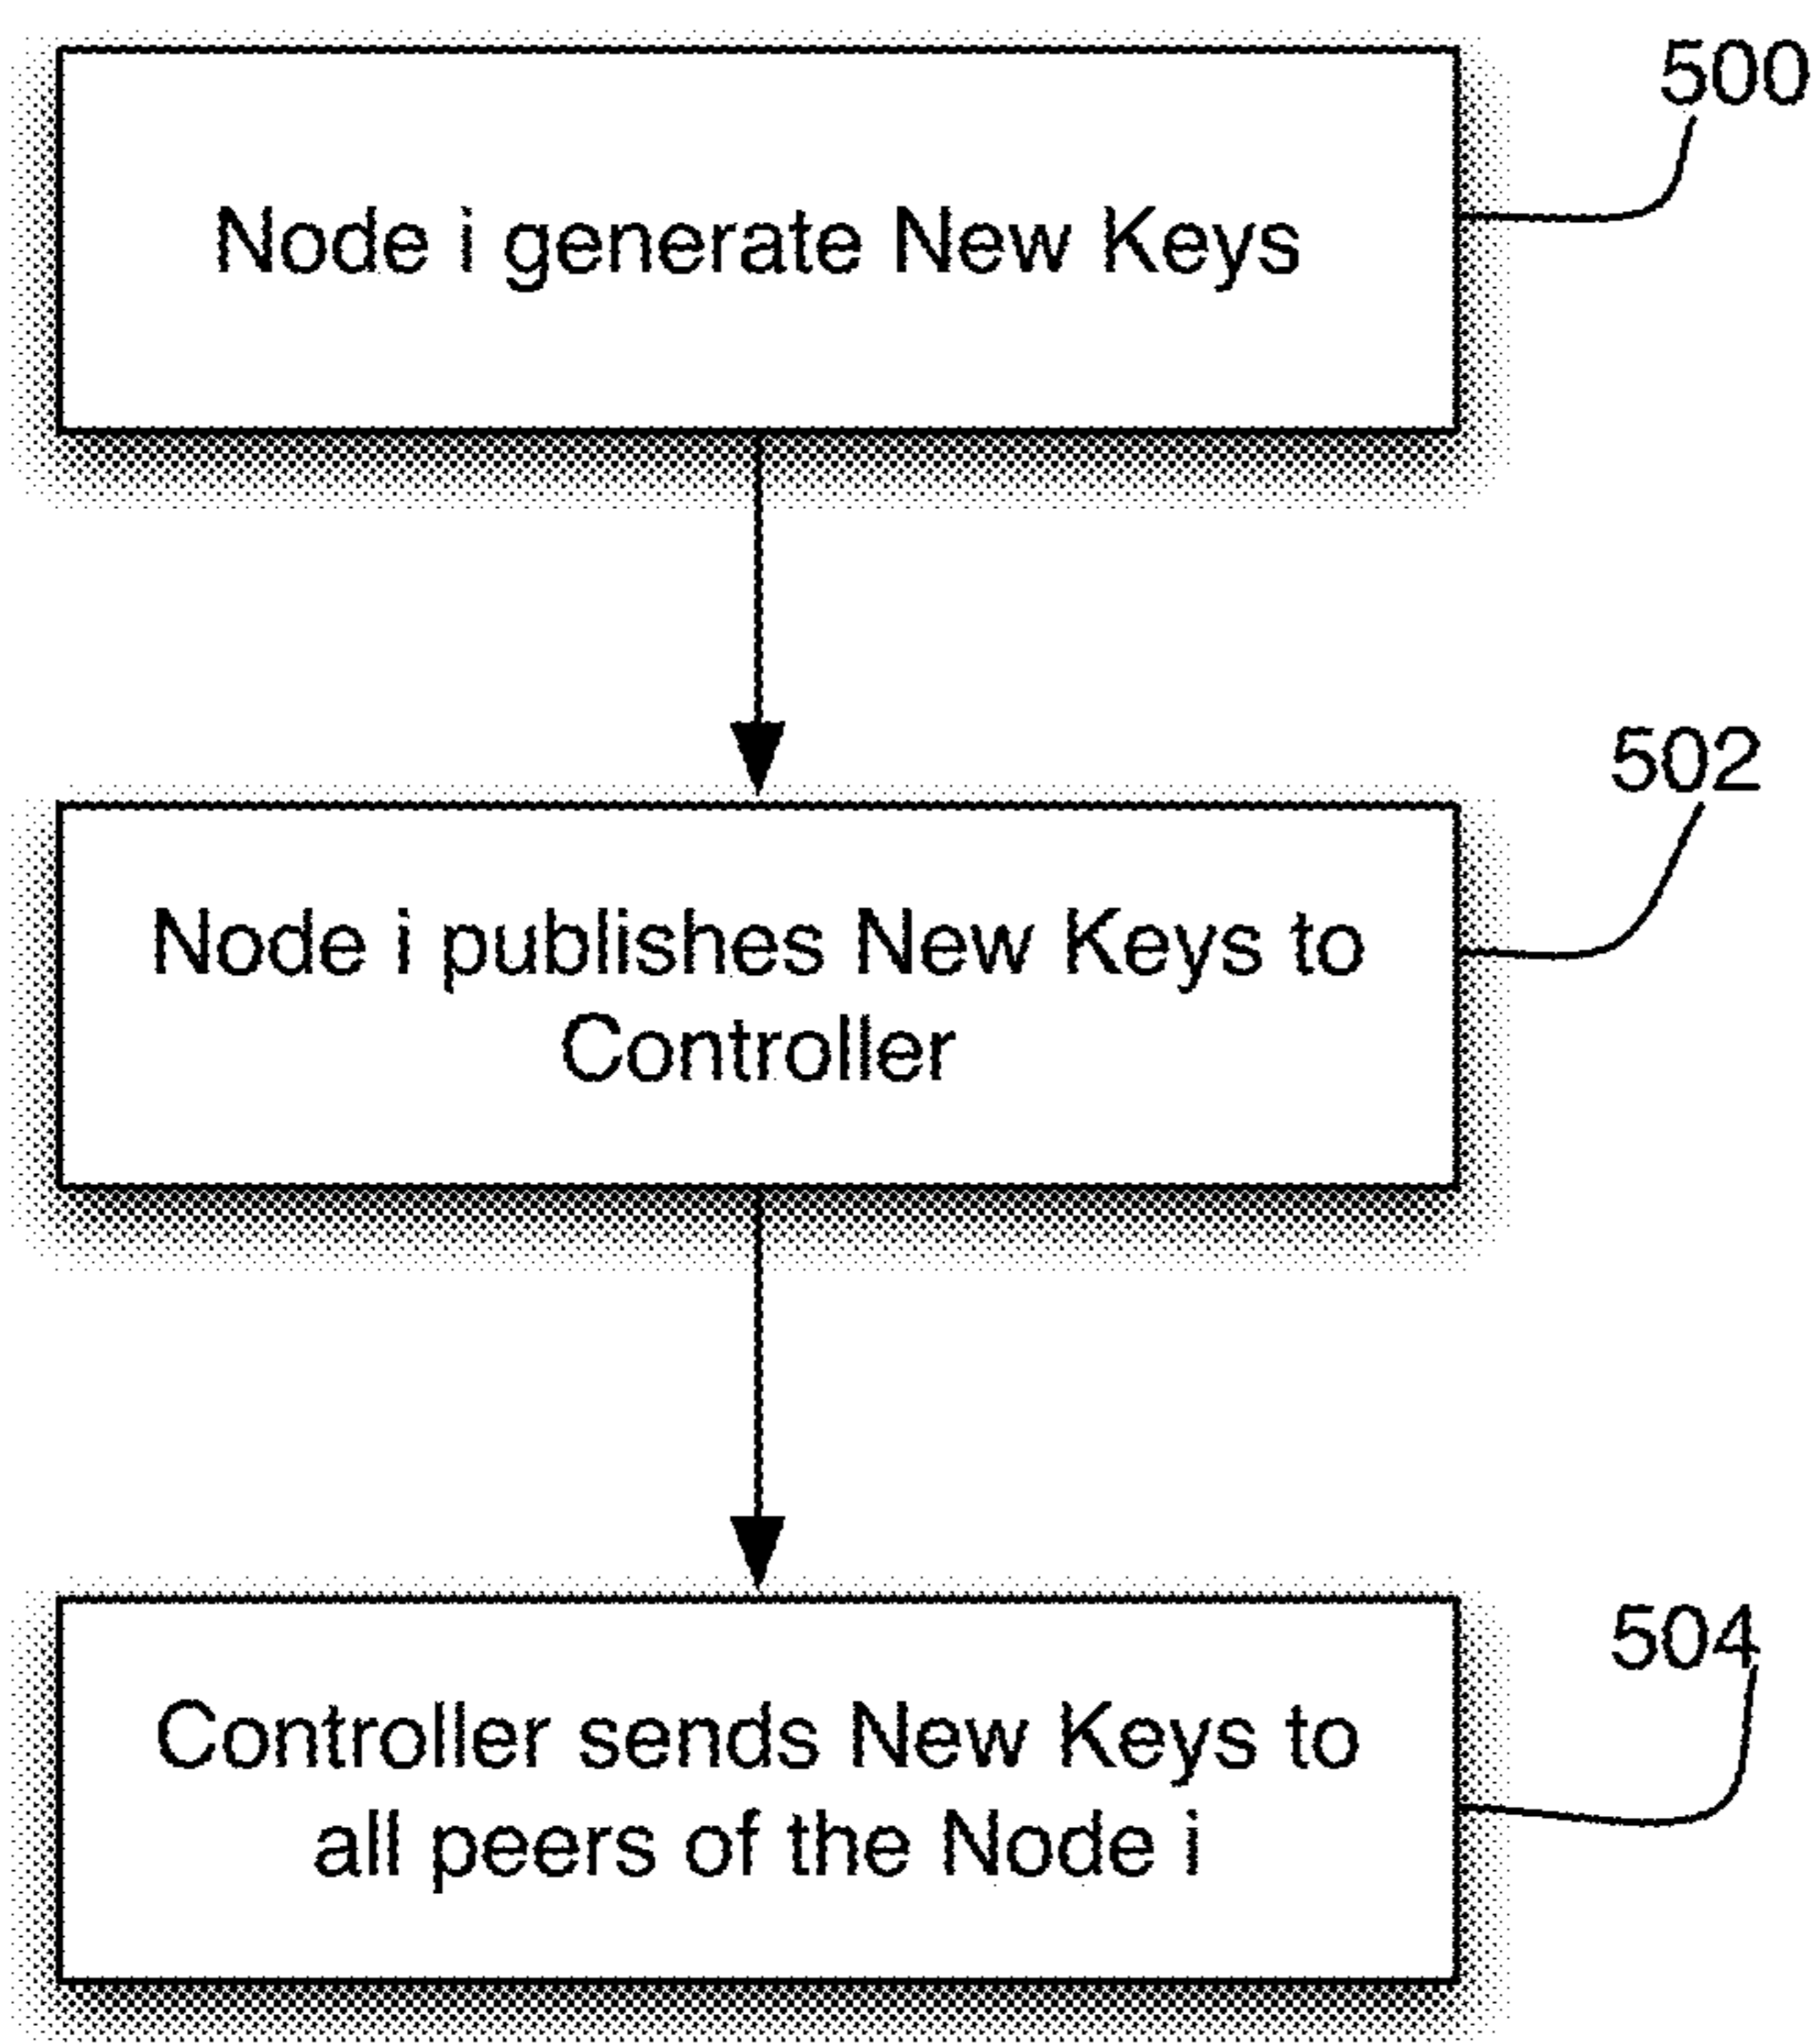 500
Node i generate New Keys
502
Node i publishes New Keys to
Controller
504
Controller sends New Keys to
all peers of the Node i